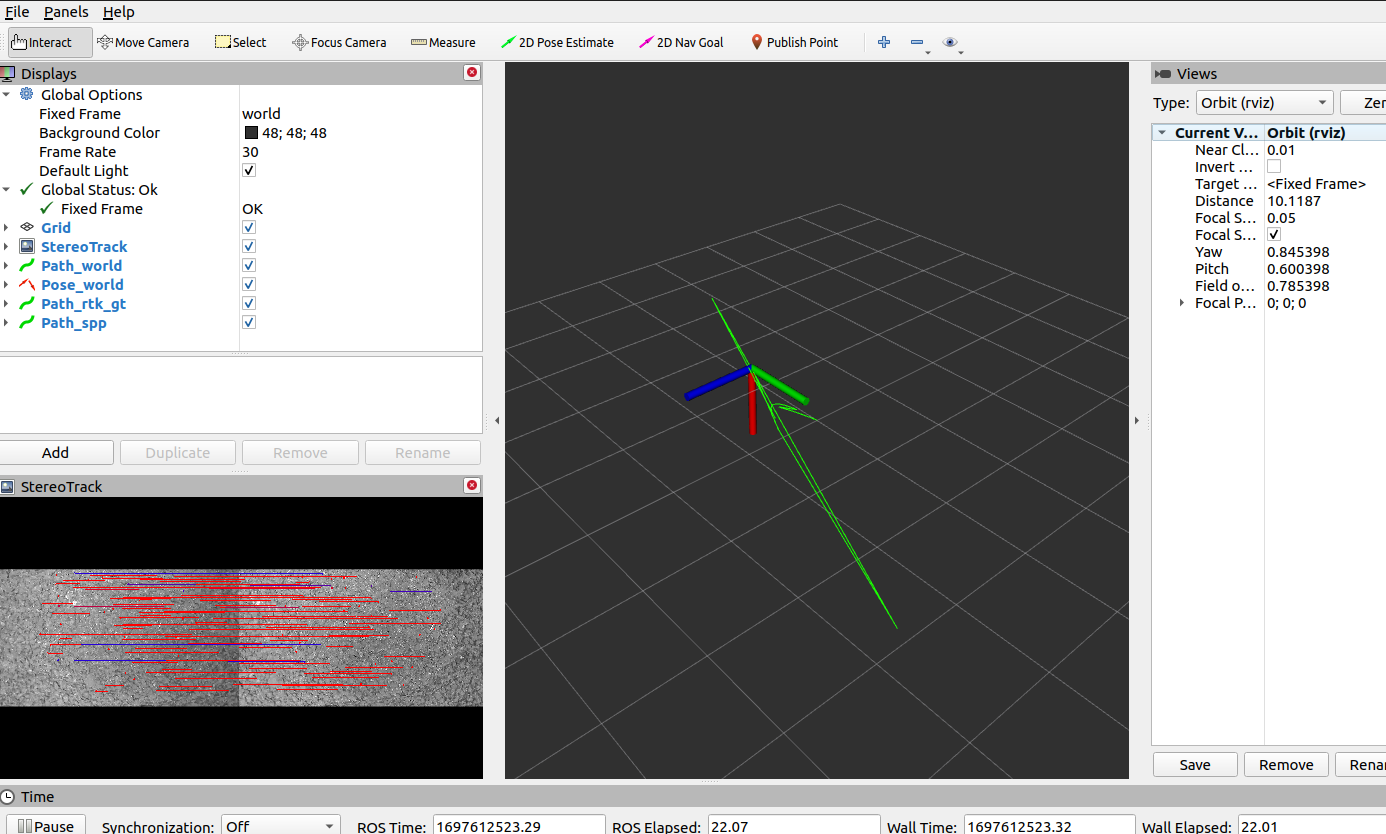 File Panels Help
Interact Move Camera Select Focus Camera Measure 2D Pose Estimate 2D Nav Goal Publish Point
Displays
Global Options
Fixed Frame world
Background Color 48; 48; 48
Frame Rate 30
Default Light
Global Status: Ok
Fixed Frame OK
Grid
StereoTrack
Path_world
Pose_world
Path_rtk_gt
Path_spp
Add Duplicate Remove Rename
StereoTrack
Views
Type: Orbit (rviz) Zer
Current V... Orbit (rviz)
Near Cl... 0.01
Invert ...
Target ... <Fixed Frame>
Distance 10.1187
Focal S... 0.05
Focal S...
Yaw 0.845398
Pitch 0.600398
Field o... 0.785398
Focal P... 0; 0; 0
Save Remove Renar
Time
Pause Synchronization: Off ROS Time: 1697612523.29 ROS Elapsed: 22.07 Wall Time: 1697612523.32 Wall Elapsed: 22.01